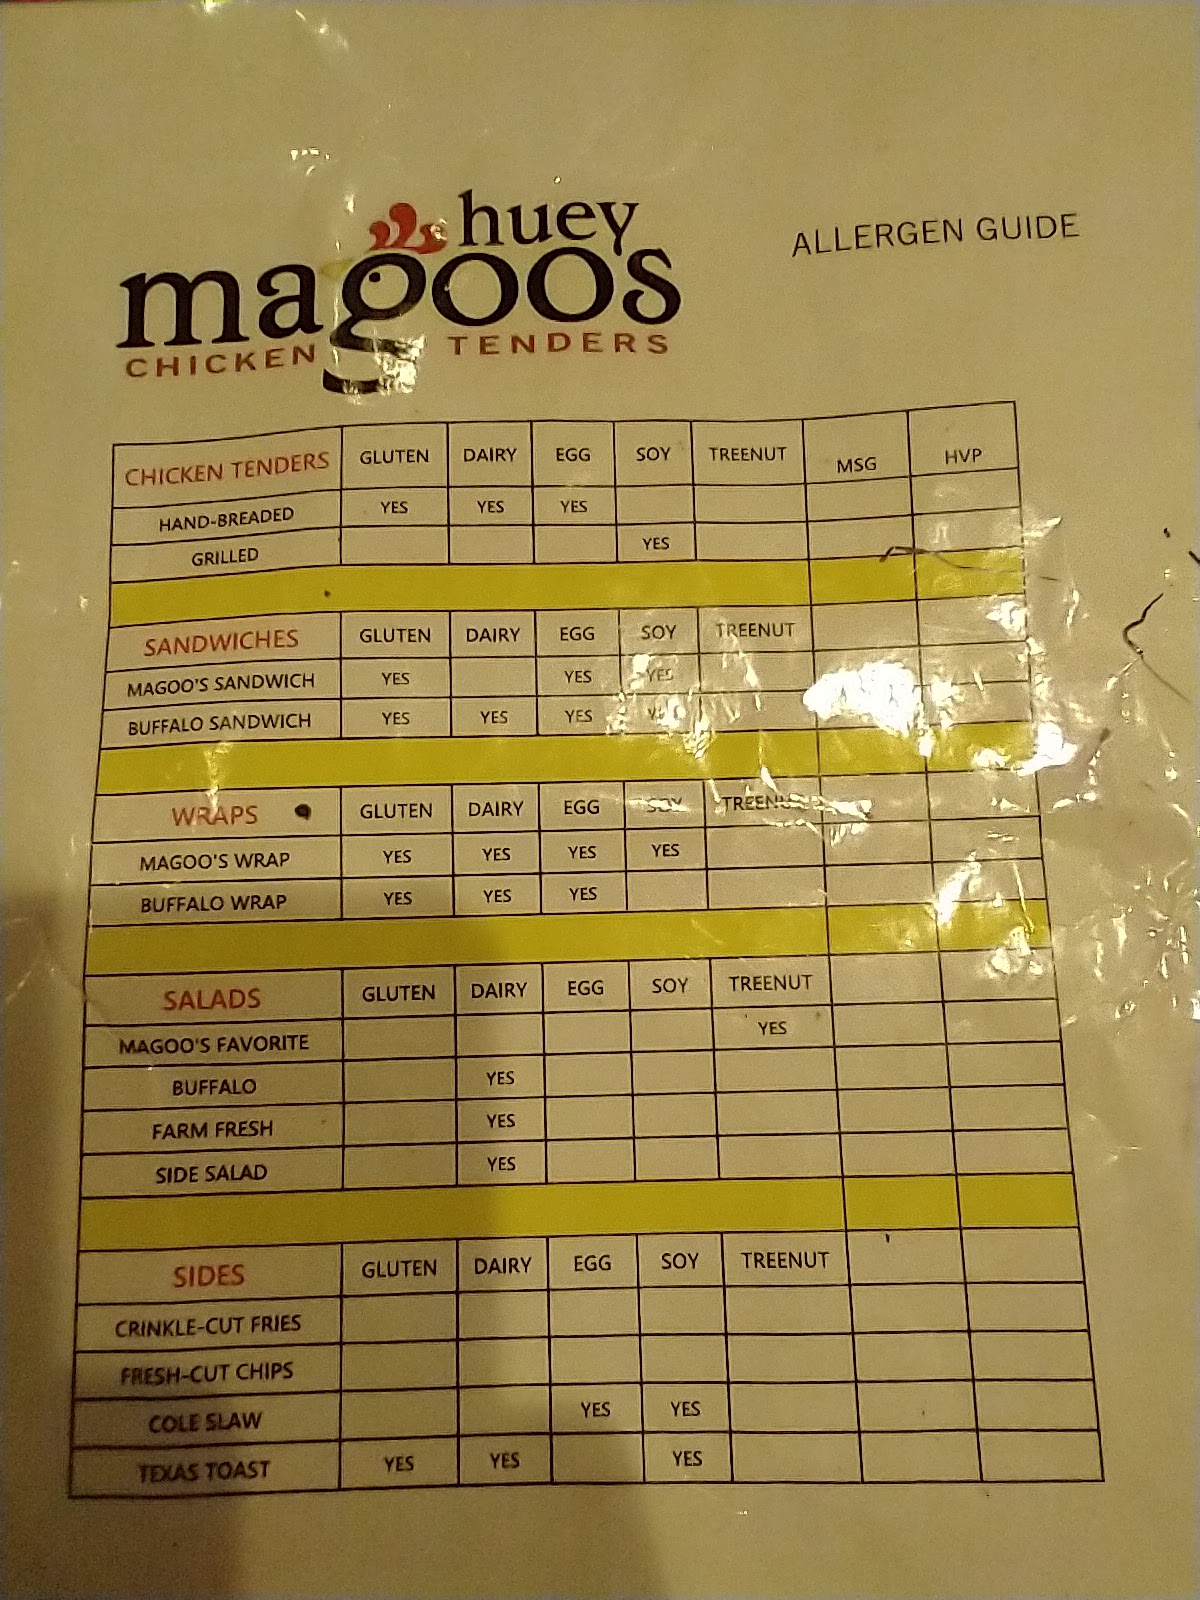 huey
magoo's
CHICKEN TENDERS
ALLERGEN GUIDE
CHICKEN TENDERS GLUTEN DAIRY EGG SOY TREENUT MSG HVP
HAND-BREADED YES YES YES
GRILLED YES
SANDWICHES GLUTEN DAIRY EGG SOY TREENUT
MAGOO'S SANDWICH YES YES YES
BUFFALO SANDWICH YES YES YES
WRAPS GLUTEN DAIRY EGG SOY TREENUT
MAGOO'S WRAP YES YES YES YES
BUFFALO WRAP YES YES YES
SALADS GLUTEN DAIRY EGG SOY TREENUT
MAGOO'S FAVORITE YES
BUFFALO YES
FARM FRESH YES
SIDE SALAD YES
SIDES GLUTEN DAIRY EGG SOY TREENUT
CRINKLE-CUT FRIES
FRESH-CUT CHIPS
COLE SLAW YES YES
TEXAS TOAST YES YES YES